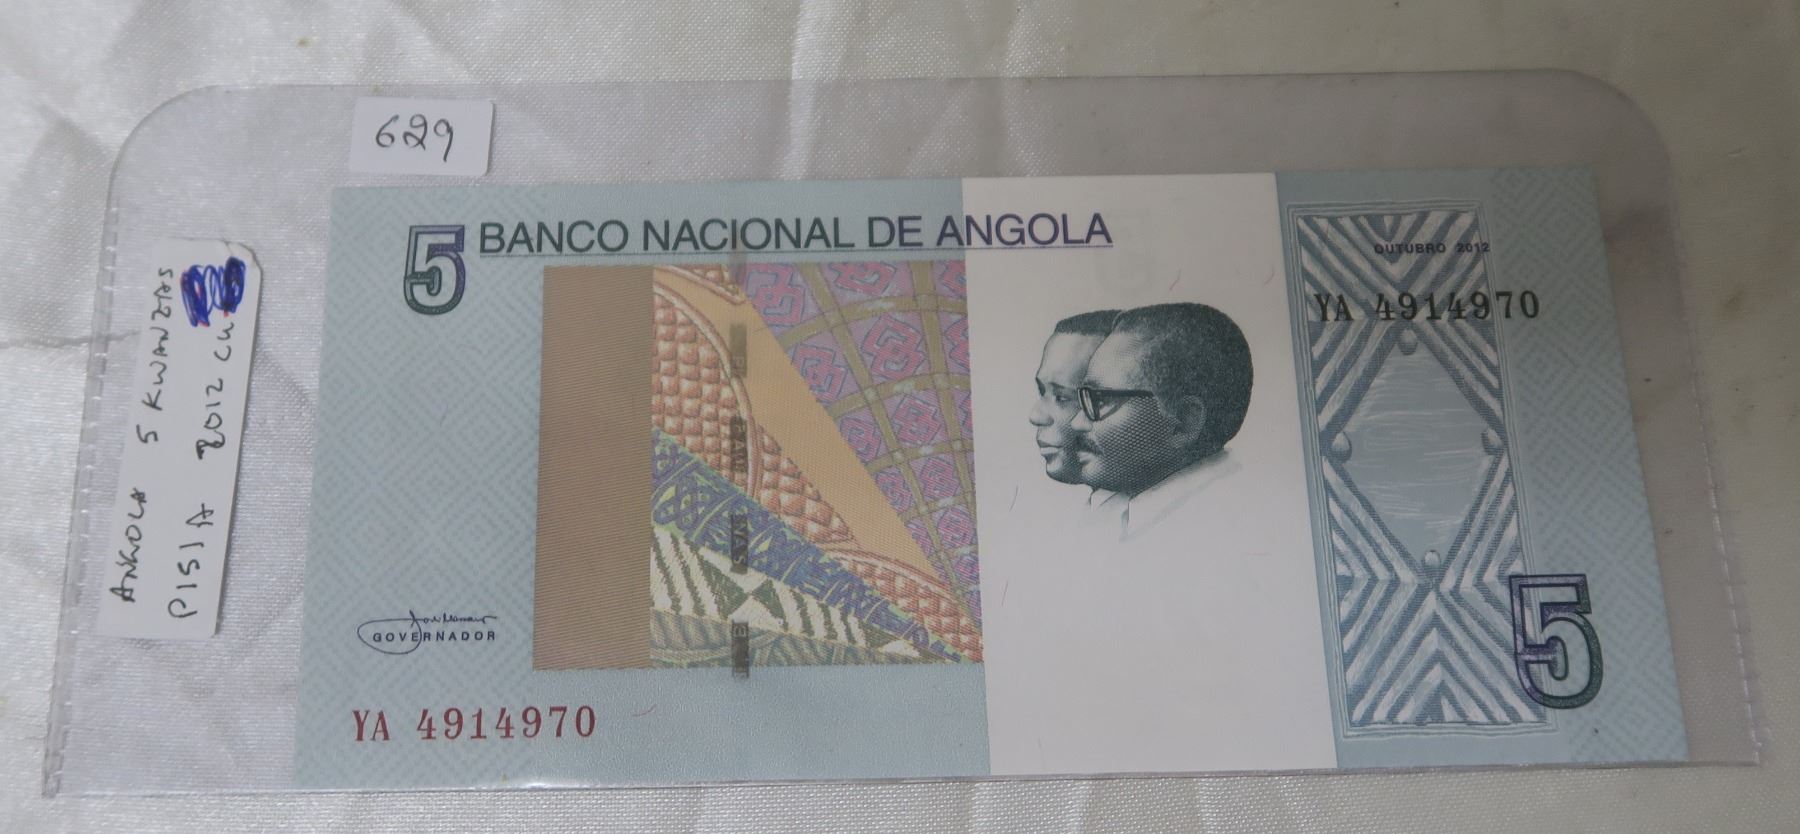 629
ANGOLA 5 KWANZAS
P151A 2012 CU
5 BANCO NACIONAL DE ANGOLA
OUTUBRO 2012
YA 4914970
GOVERNADOR
YA 4914970
5